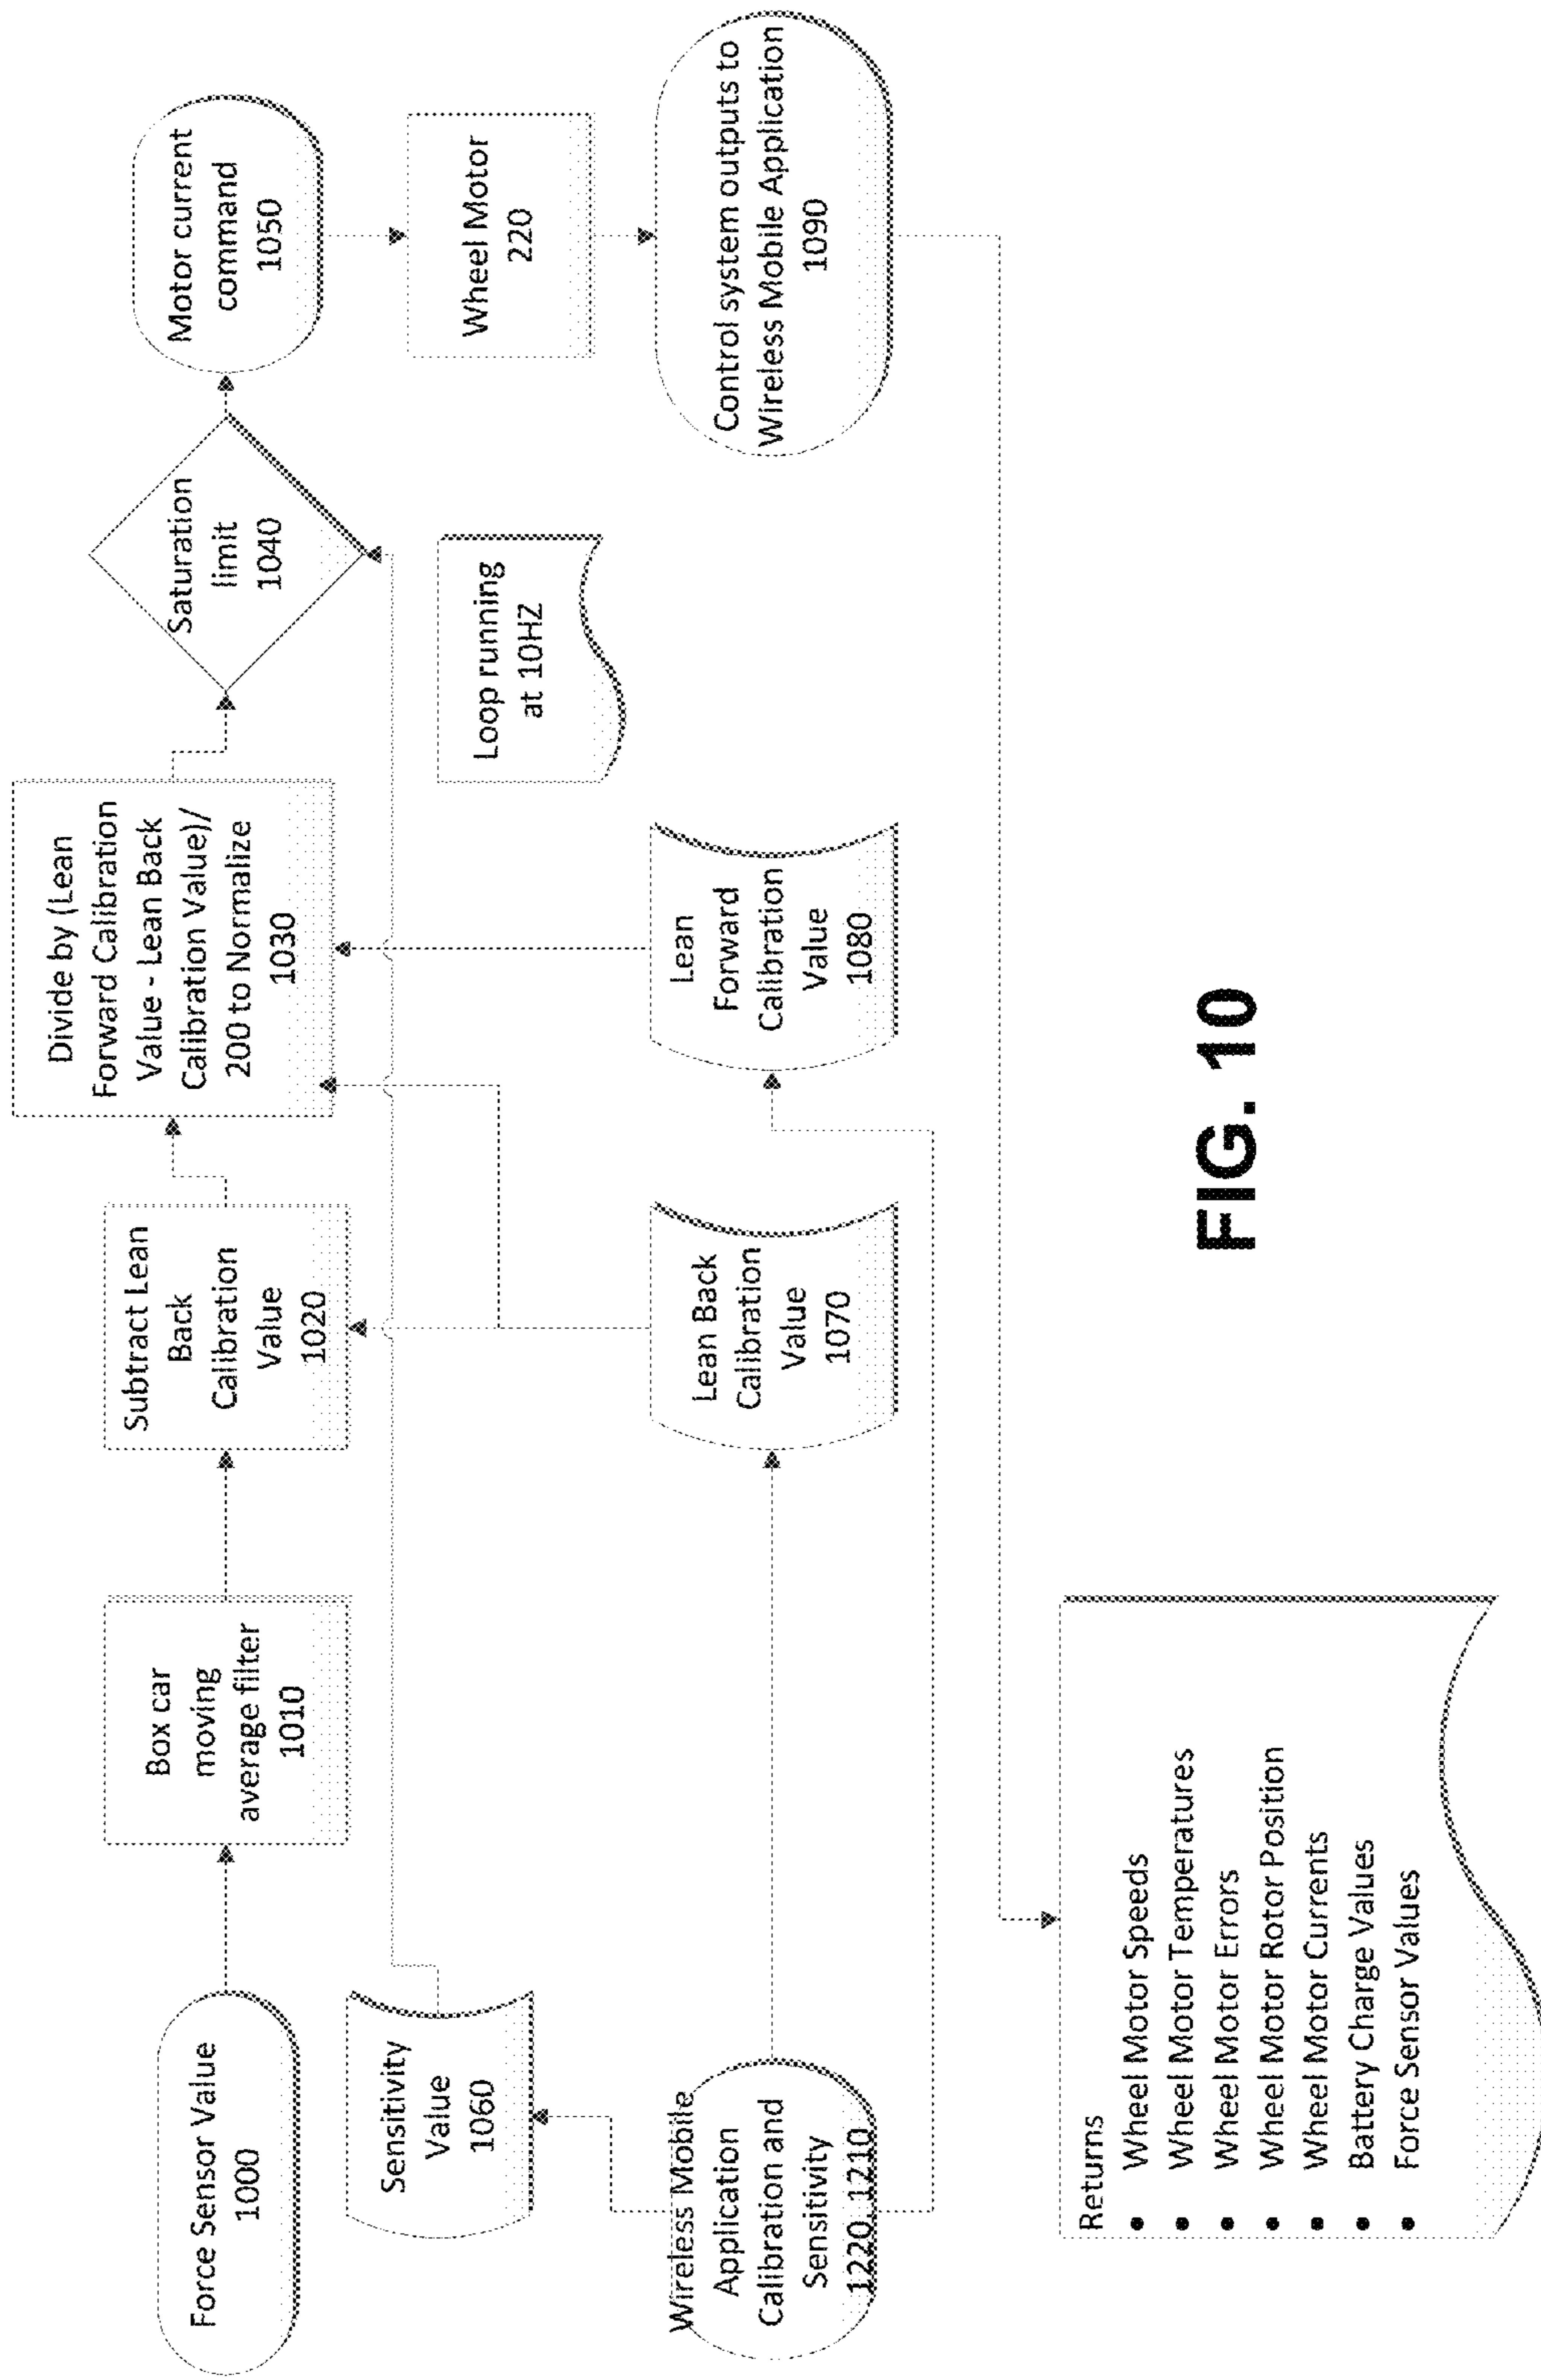 Force Sensor Value
1000
Box car
moving
average filter
1010
Subtract Lean
Back
Calibration
Value
1020
Divide by (Lean
Forward Calibration
Value - Lean Back
Calibration Value)/
200 to Normalize
1030
Saturation
limit
1040
Motor current
command
1050
Sensitivity
Value
1060
Loop running
at 10HZ
Wheel Motor
220
Wireless Mobile
Application
Calibration and
Sensitivity
1220, 1210
Lean Back
Calibration
Value
1070
Lean
Forward
Calibration
Value
1080
Control system outputs to
Wireless Mobile Application
1090
Returns
• Wheel Motor Speeds
• Wheel Motor Temperatures
• Wheel Motor Errors
• Wheel Motor Rotor Position
• Wheel Motor Currents
• Battery Charge Values
• Force Sensor Values
FIG. 10